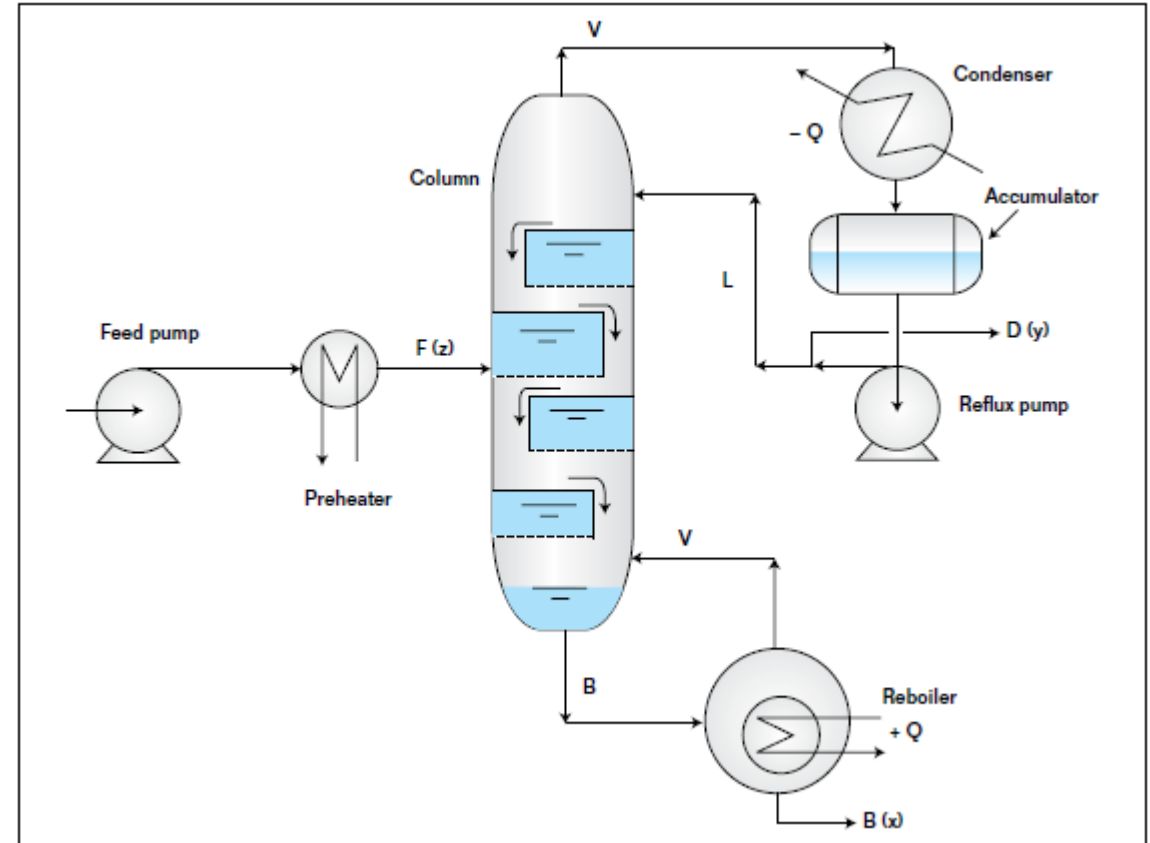 V
Condenser
– Q
Column
Accumulator
L
Feed pump
F (z)
D (y)
Reflux pump
Preheater
V
B
Reboiler
+ Q
B (x)